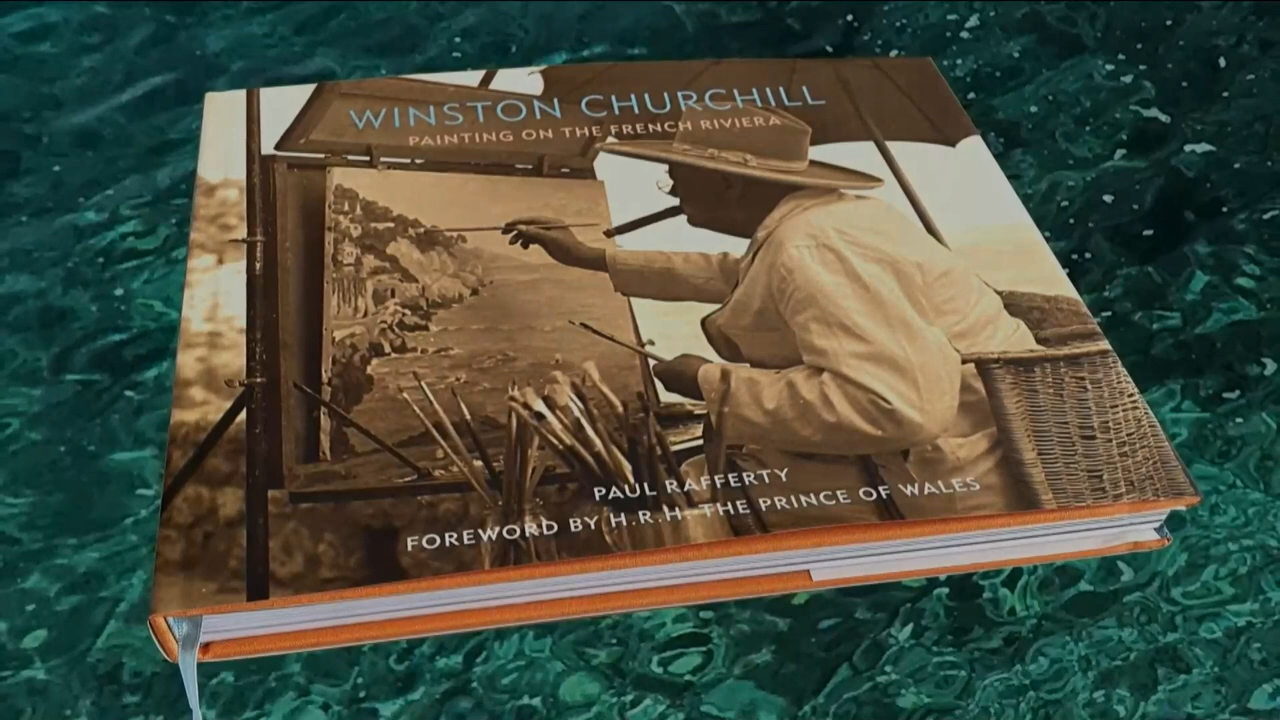 WINSTON CHURCHILL
PAINTING ON THE FRENCH RIVIERA
PAUL RAFFERTY
FOREWORD BY H.R.H. THE PRINCE OF WALES